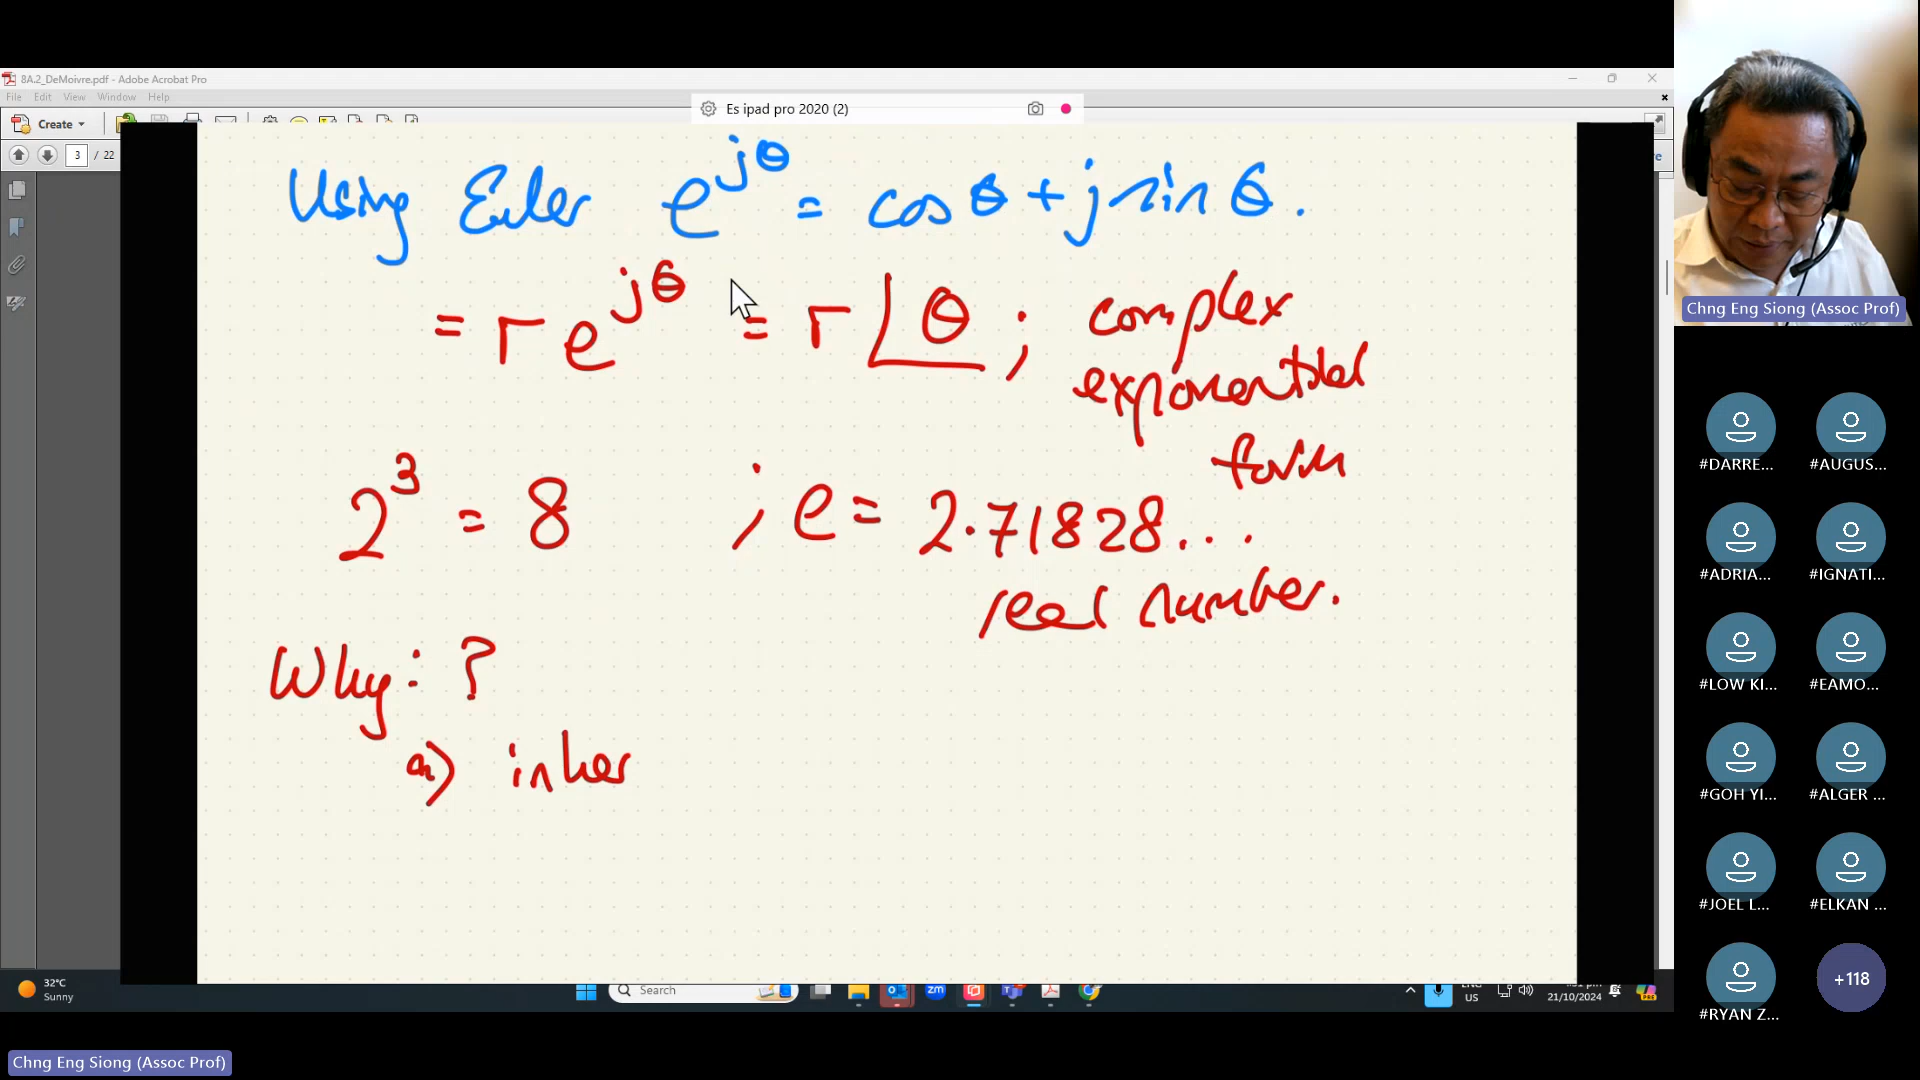 8A.2_DeMoivre.pdf - Adobe Acrobat Pro
File Edit View Window Help
Es ipad pro 2020 (2)
Create
3 / 22
Using Euler e^jθ = cos θ + j sin θ.
= r e^jθ = r∠θ ; complex
exponential
form
2^3 = 8 ; e = 2.71828...
real number.
Why: ?
a) inher
Chng Eng Siong (Assoc Prof)
#DARRE... #AUGUS...
#ADRIA... #IGNATI...
#LOW KI... #EAMO...
#GOH YI... #ALGER ...
#JOEL L... #ELKAN ...
#RYAN Z... +118
32°C
Sunny
Search
zm
ENG
US
21/10/2024
Chng Eng Siong (Assoc Prof)